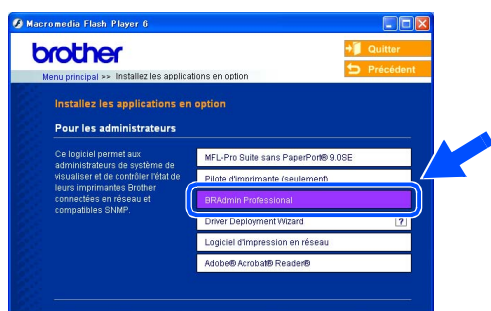 Macromedia Flash Player 6
brother
Quitter
Précédent
Menu principal >> Installez les applications en option
Installez les applications en option
Pour les administrateurs
Ce logiciel permet aux
administrateurs de système de
visualiser et de contrôler l'état de
leurs imprimantes Brother
connectées en réseau et
compatibles SNMP.
MFL-Pro Suite sans PaperPort® 9.0SE
Pilote d'imprimante (seulement)
BRAdmin Professional
Driver Deployment Wizard
?
Logiciel d'impression en réseau
Adobe® Acrobat® Reader®